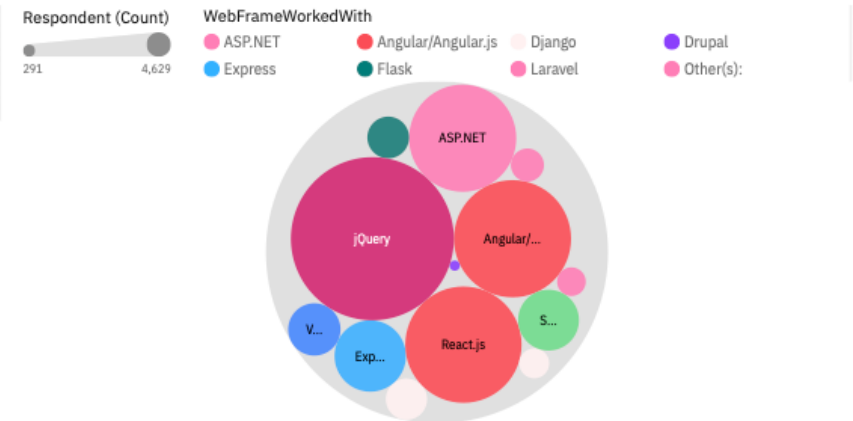 Respondent (Count)
291 4,629
WebFrameWorkedWith
ASP.NET Angular/Angular.js Django Drupal
Express Flask Laravel Other(s):
ASP.NET
jQuery
Angular/...
S...
V...
React.js
Exp...